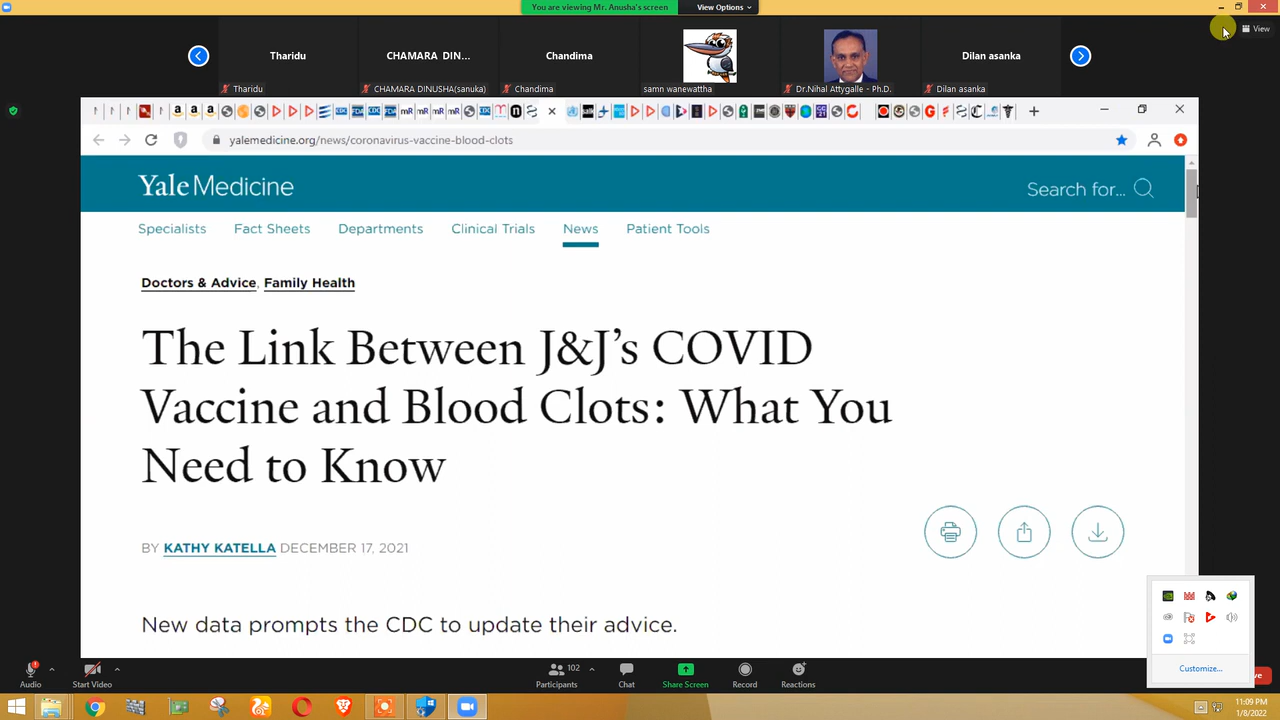 You are viewing Mr. Anusha's screen
View Options
View
Tharidu
CHAMARA DIN...
Chandima
Dilan asanka
Tharidu
CHAMARA DINUSHA(sanuka)
Chandima
samn wanewattha
Dr.Nihal Attygalle - Ph.D.
Dilan asanka
yalemedicine.org/news/coronavirus-vaccine-blood-clots
Yale Medicine
Search for...
Specialists
Fact Sheets
Departments
Clinical Trials
News
Patient Tools
Doctors & Advice, Family Health
The Link Between J&J's COVID
Vaccine and Blood Clots: What You
Need to Know
BY KATHY KATELLA DECEMBER 17, 2021
New data prompts the CDC to update their advice.
Customize...
Audio
Start Video
102
Participants
Chat
Share Screen
Record
Reactions
11:09 PM
1/8/2022